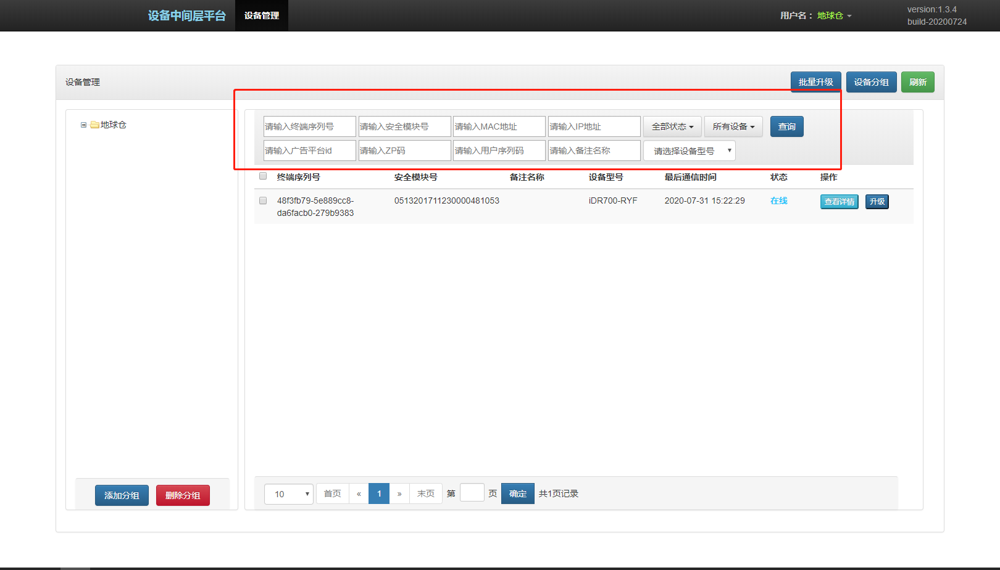 设备中间层平台 设备管理 用户名： 地球仓 version:1.3.4
build-20200724
设备管理 批量升级 设备分组 刷新
地球仓
请输入终端序列号 请输入安全模块号 请输入MAC地址 请输入IP地址 全部状态 所有设备 查询
请输入广告平台id 请输入ZP码 请输入用户序列码 请输入备注名称 请选择设备型号
终端序列号 安全模块号 备注名称 设备型号 最后通信时间 状态 操作
48f3fb79-5e889cc8- 0513201711230000481053 iDR700-RYF 2020-07-31 15:22:29 在线 查看详情 升级
da6facb0-279b9383
添加分组 删除分组
10 首页 « 1 » 末页 第 页 确定 共1页记录